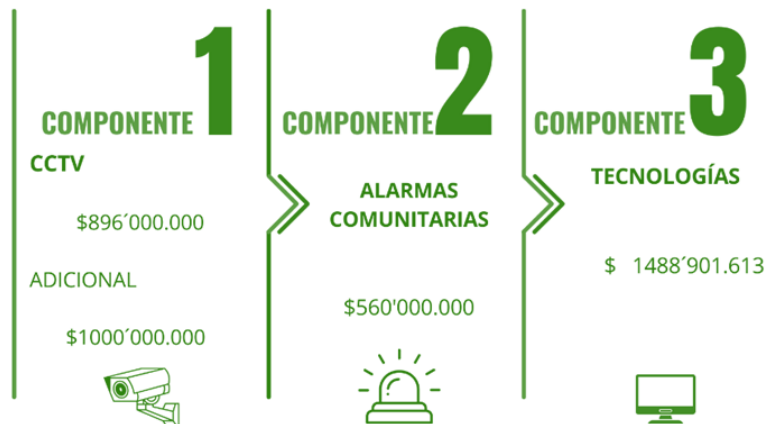 COMPONENTE 1
CCTV
$896´000.000
ADICIONAL
$1000´000.000
COMPONENTE 2
ALARMAS
COMUNITARIAS
$560'000.000
COMPONENTE 3
TECNOLOGÍAS
$ 1488´901.613